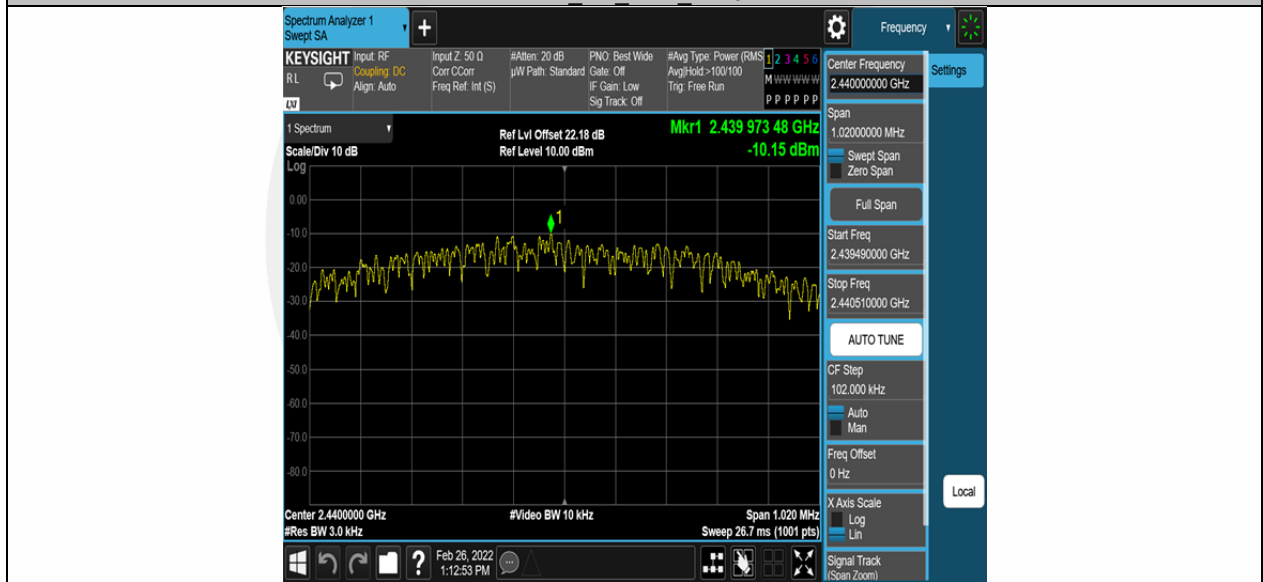 Spectrum Analyzer 1
Swept SA
+
Frequency
KEYSIGHT
RL
LXI
Input: RF
Coupling: DC
Align: Auto
Input Z: 50 Ω
Corr CCorr
Freq Ref: Int (S)
#Atten: 20 dB
µW Path: Standard
PNO: Best Wide
Gate: Off
IF Gain: Low
Sig Track: Off
#Avg Type: Power (RMS
Avg|Hold:>100/100
Trig: Free Run
1 2 3 4 5 6
M W W W W W
P P P P P P
1 Spectrum
Scale/Div 10 dB
Log
Ref Lvl Offset 22.18 dB
Ref Level 10.00 dBm
Mkr1 2.439 973 48 GHz
-10.15 dBm
1
0.00
-10.0
-20.0
-30.0
-40.0
-50.0
-60.0
-70.0
-80.0
Center 2.4400000 GHz
#Res BW 3.0 kHz
#Video BW 10 kHz
Span 1.020 MHz
Sweep 26.7 ms (1001 pts)
?
Feb 26, 2022
1:12:53 PM
Center Frequency
2.440000000 GHz
Settings
Span
1.02000000 MHz
Swept Span
Zero Span
Full Span
Start Freq
2.439490000 GHz
Stop Freq
2.440510000 GHz
AUTO TUNE
CF Step
102.000 kHz
Auto
Man
Freq Offset
0 Hz
X Axis Scale
Log
Lin
Local
Signal Track
(Span Zoom)